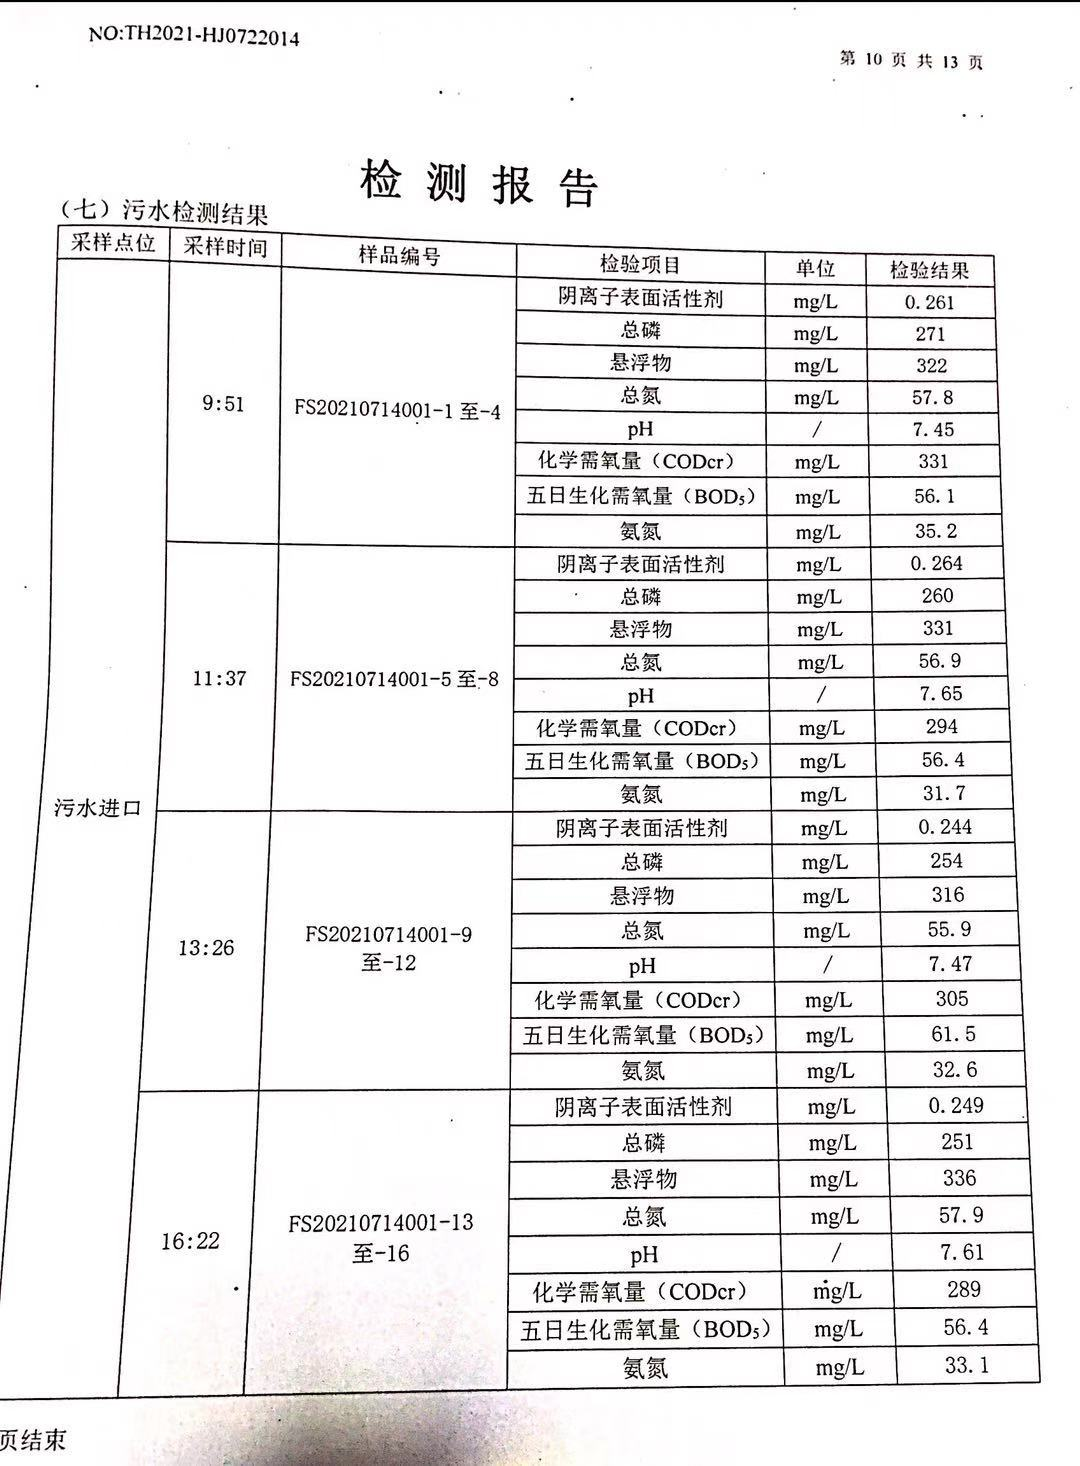 NO:TH2021-HJ0722014
第 10 页 共 13 页
检 测 报 告
（七）污水检测结果
采样点位 采样时间 样品编号 检验项目 单位 检验结果
污水进口
9:51 FS20210714001-1 至-4
阴离子表面活性剂 mg/L 0.261
总磷 mg/L 271
悬浮物 mg/L 322
总氮 mg/L 57.8
pH / 7.45
化学需氧量（CODcr） mg/L 331
五日生化需氧量（BOD₅） mg/L 56.1
氨氮 mg/L 35.2
11:37 FS20210714001-5 至-8
阴离子表面活性剂 mg/L 0.264
总磷 mg/L 260
悬浮物 mg/L 331
总氮 mg/L 56.9
pH / 7.65
化学需氧量（CODcr） mg/L 294
五日生化需氧量（BOD₅） mg/L 56.4
氨氮 mg/L 31.7
13:26 FS20210714001-9
至-12
阴离子表面活性剂 mg/L 0.244
总磷 mg/L 254
悬浮物 mg/L 316
总氮 mg/L 55.9
pH / 7.47
化学需氧量（CODcr） mg/L 305
五日生化需氧量（BOD₅） mg/L 61.5
氨氮 mg/L 32.6
16:22 FS20210714001-13
至-16
阴离子表面活性剂 mg/L 0.249
总磷 mg/L 251
悬浮物 mg/L 336
总氮 mg/L 57.9
pH / 7.61
化学需氧量（CODcr） mg/L 289
五日生化需氧量（BOD₅） mg/L 56.4
氨氮 mg/L 33.1
页结束